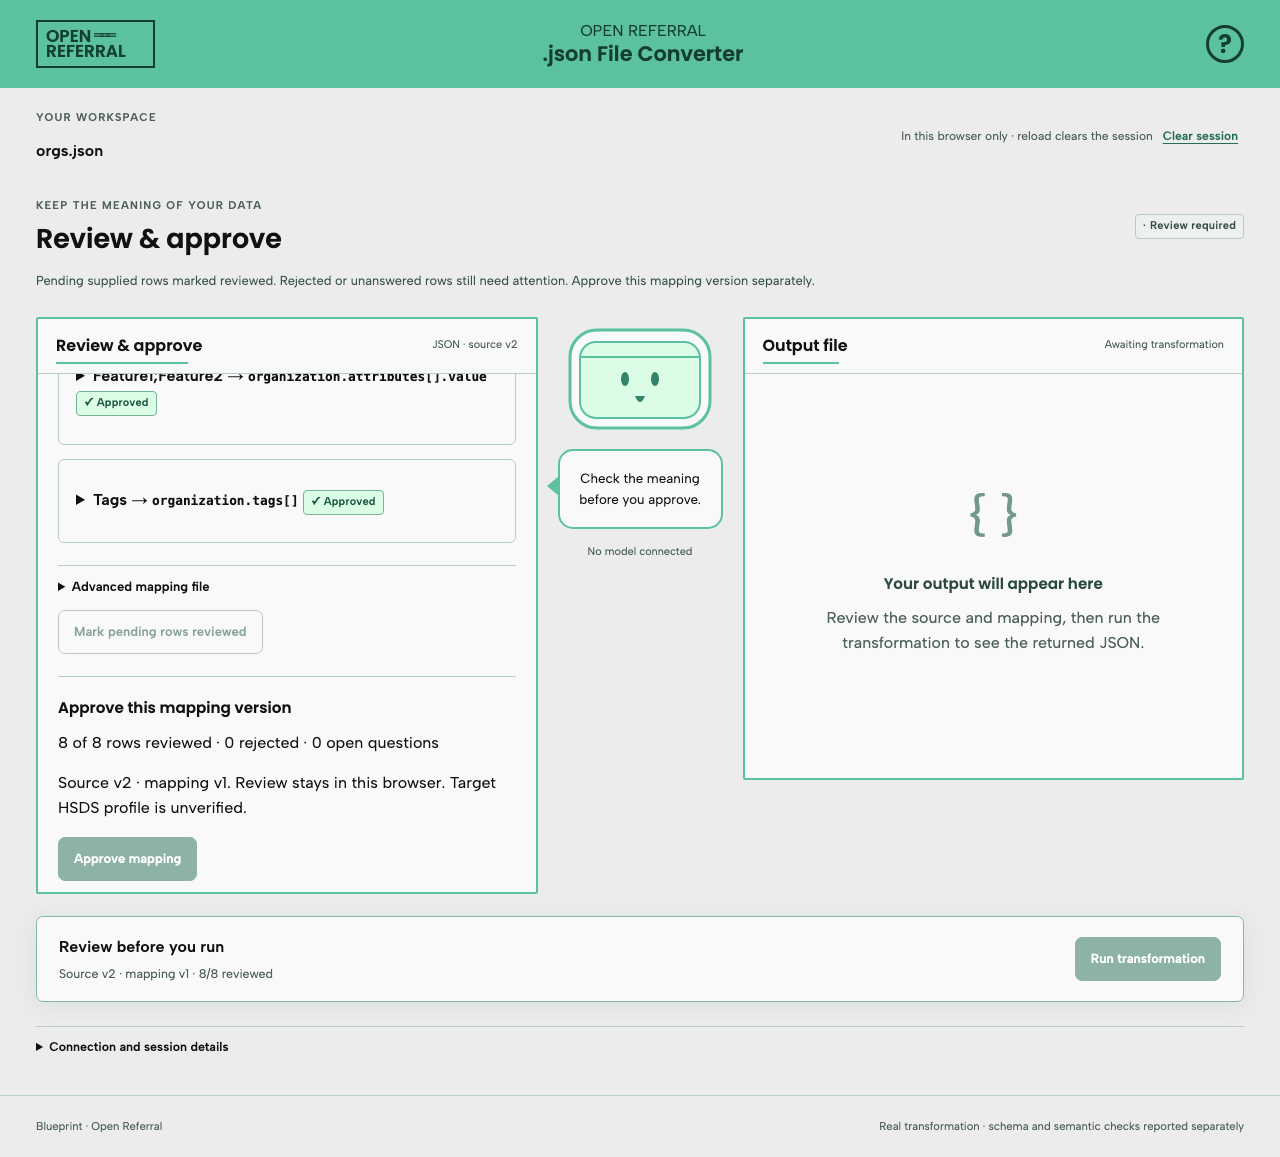 OPEN
REFERRAL
OPEN REFERRAL
.json File Converter
?
YOUR WORKSPACE
orgs.json
In this browser only · reload clears the session Clear session
KEEP THE MEANING OF YOUR DATA
Review & approve
· Review required
Pending supplied rows marked reviewed. Rejected or unanswered rows still need attention. Approve this mapping version separately.
Review & approve
JSON · source v2
▶ Feature1,Feature2 → organization.attributes[].value
✓ Approved
▶ Tags → organization.tags[] ✓ Approved
▶ Advanced mapping file
Mark pending rows reviewed
Approve this mapping version
8 of 8 rows reviewed · 0 rejected · 0 open questions
Source v2 · mapping v1. Review stays in this browser. Target
HSDS profile is unverified.
Approve mapping
Check the meaning
before you approve.
No model connected
Output file
Awaiting transformation
{ }
Your output will appear here
Review the source and mapping, then run the
transformation to see the returned JSON.
Review before you run
Source v2 · mapping v1 · 8/8 reviewed
Run transformation
▶ Connection and session details
Blueprint · Open Referral
Real transformation · schema and semantic checks reported separately